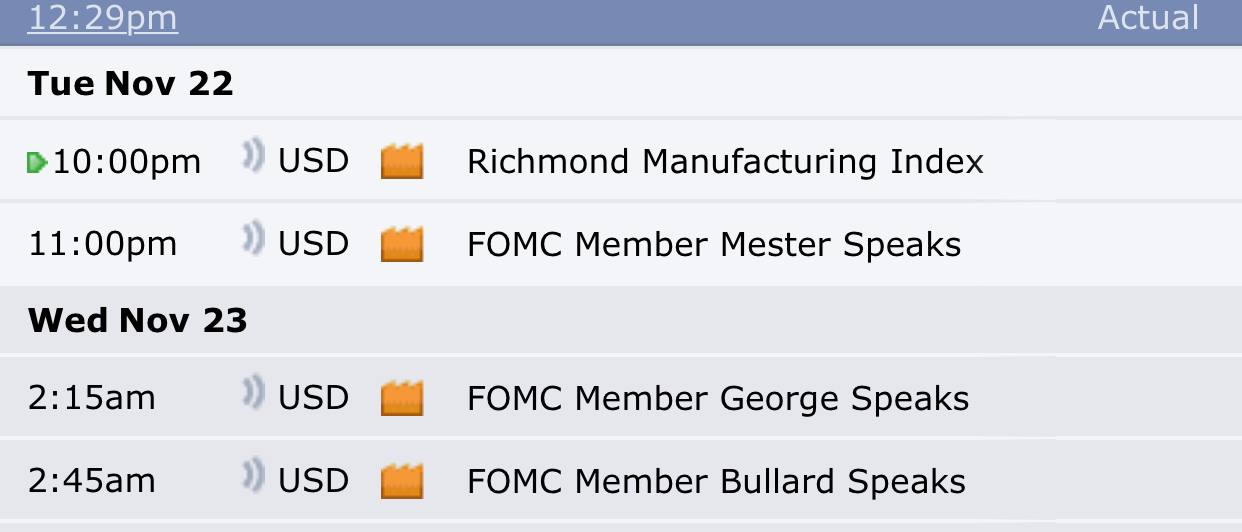 12:29pm Actual
Tue Nov 22
10:00pm USD Richmond Manufacturing Index
11:00pm USD FOMC Member Mester Speaks
Wed Nov 23
2:15am USD FOMC Member George Speaks
2:45am USD FOMC Member Bullard Speaks